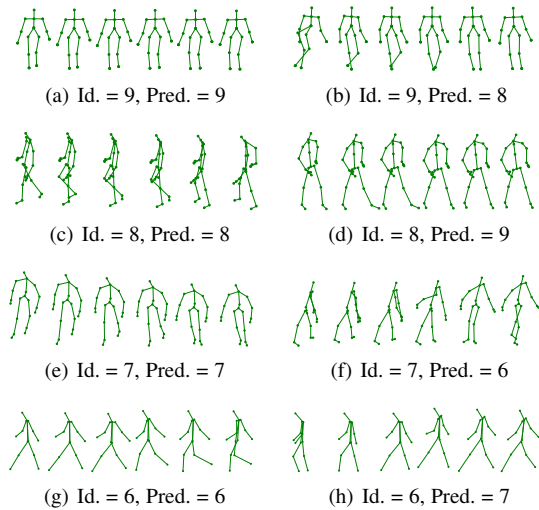 (a) Id. = 9, Pred. = 9
(b) Id. = 9, Pred. = 8
(c) Id. = 8, Pred. = 8
(d) Id. = 8, Pred. = 9
(e) Id. = 7, Pred. = 7
(f) Id. = 7, Pred. = 6
(g) Id. = 6, Pred. = 6
(h) Id. = 6, Pred. = 7